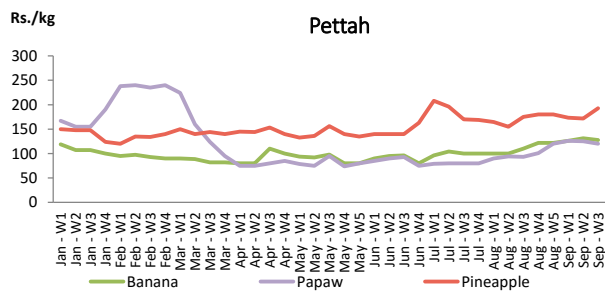 Rs./kg
Pettah
300
250
200
150
100
50
0
Jan - W1
Jan - W2
Jan - W3
Jan - W4
Feb - W1
Feb - W2
Feb - W3
Feb - W4
Mar - W1
Mar - W2
Mar - W3
Mar - W4
Apr - W1
Apr - W2
Apr - W3
Apr - W4
May - W1
May - W2
May - W3
May - W4
May - W5
Jun - W1
Jun - W2
Jun - W3
Jun - W4
Jul - W1
Jul - W2
Jul - W3
Jul - W4
Aug - W1
Aug - W2
Aug - W3
Aug - W4
Aug - W5
Sep - W1
Sep - W2
Sep - W3
Banana
Papaw
Pineapple